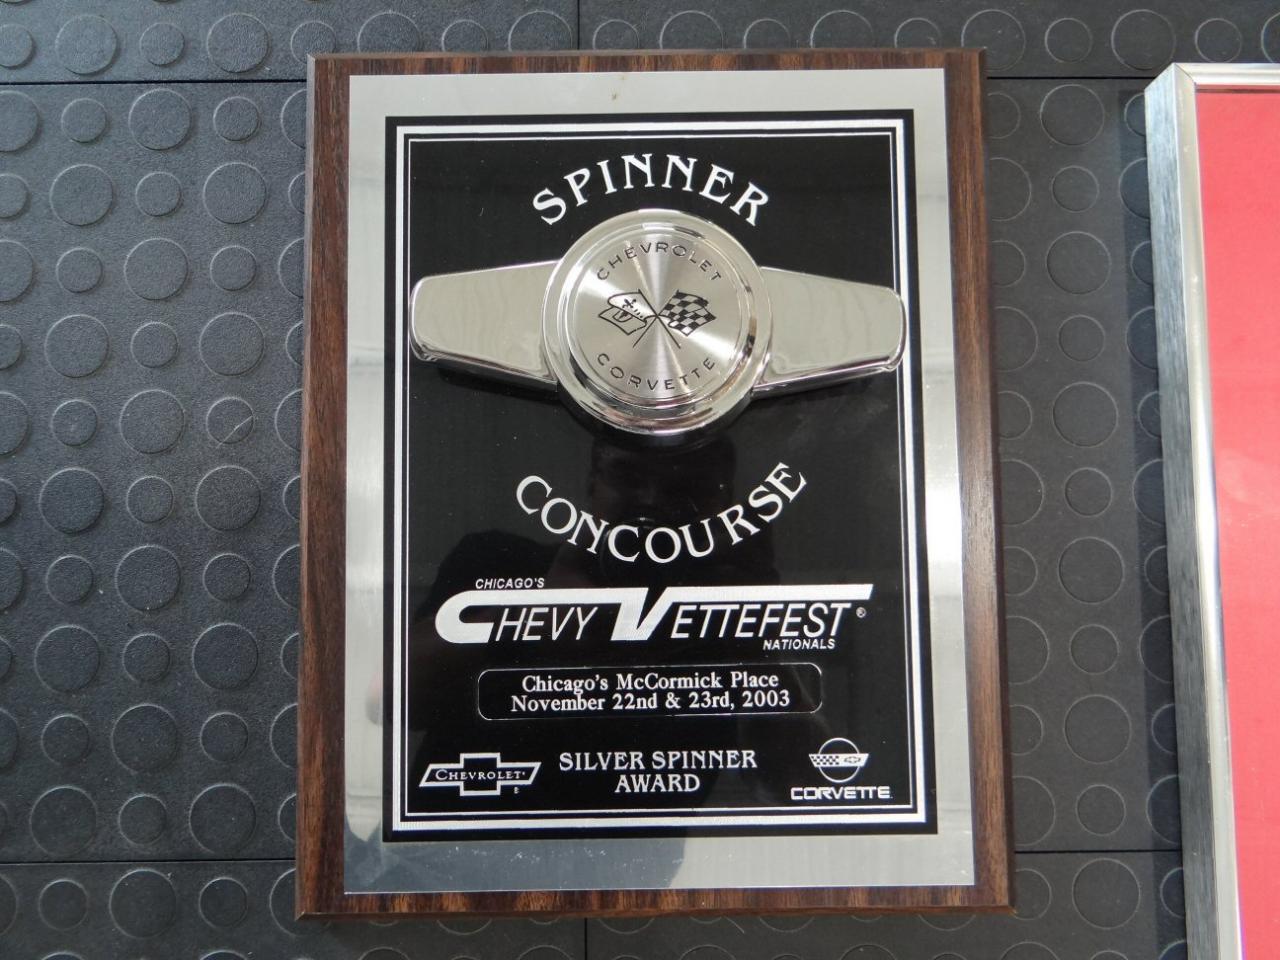 SPINNER
CHEVROLET
CORVETTE
CONCOURSE
CHICAGO'S
CHEVY VETTEFEST®
NATIONALS
Chicago's McCormick Place
November 22nd & 23rd, 2003
CHEVROLET®
SILVER SPINNER
AWARD
CORVETTE